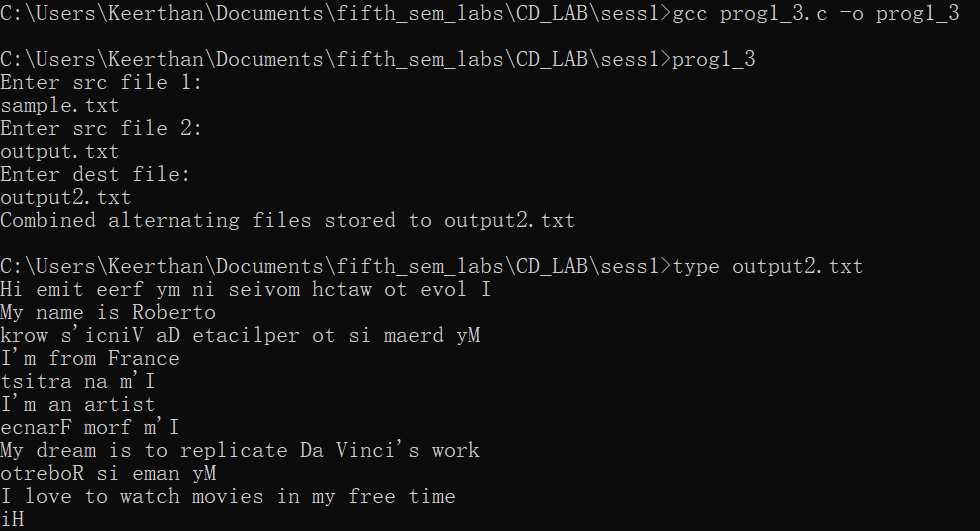 C:\Users\Keerthan\Documents\fifth_sem_labs\CD_LAB\sess1>gcc prog1_3.c -o prog1_3
C:\Users\Keerthan\Documents\fifth_sem_labs\CD_LAB\sess1>prog1_3
Enter src file 1:
sample.txt
Enter src file 2:
output.txt
Enter dest file:
output2.txt
Combined alternating files stored to output2.txt
C:\Users\Keerthan\Documents\fifth_sem_labs\CD_LAB\sess1>type output2.txt
Hi emit eerf ym ni seivom hctaw ot evol I
My name is Roberto
krow s'icniV aD etacilper ot si maerd yM
I'm from France
tsitra na m'I
I'm an artist
ecnarF morf m'I
My dream is to replicate Da Vinci's work
otreboR si eman yM
I love to watch movies in my free time
iH